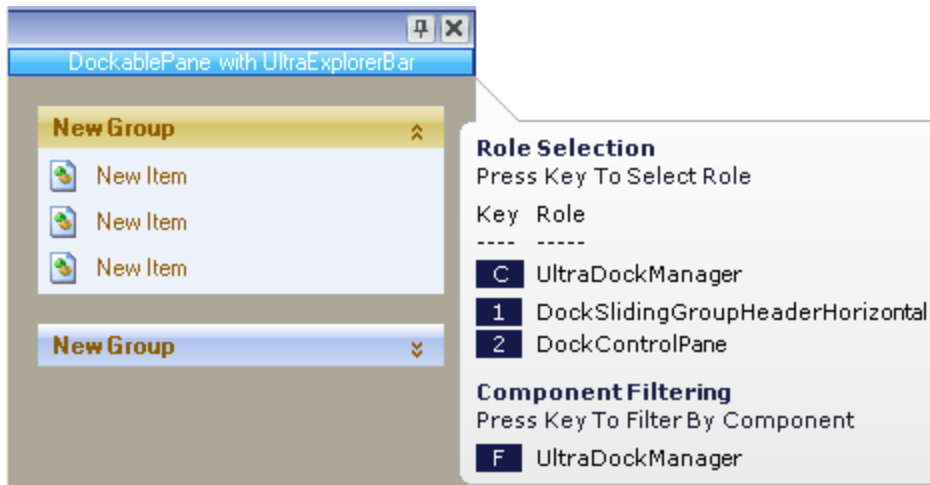 DockablePane with UltraExplorerBar
New Group
New Item
New Item
New Item
New Group
Role Selection
Press Key To Select Role
Key Role
---- -----
C UltraDockManager
1 DockSlidingGroupHeaderHorizontal
2 DockControlPane
Component Filtering
Press Key To Filter By Component
F UltraDockManager